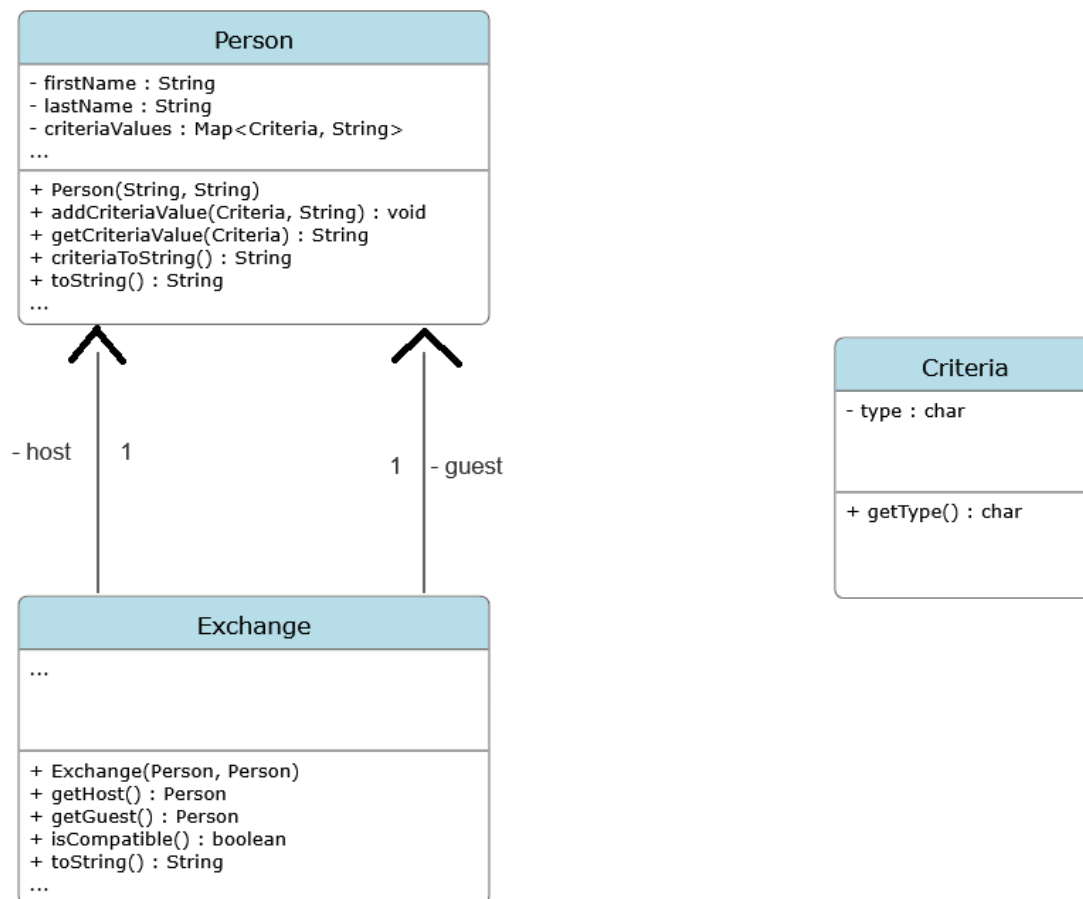 Person
- firstName : String
- lastName : String
- criteriaValues : Map<Criteria, String>
...
+ Person(String, String)
+ addCriteriaValue(Criteria, String) : void
+ getCriteriaValue(Criteria) : String
+ criteriaToString() : String
+ toString() : String
...
- host
1
1
- guest
Criteria
- type : char
+ getType() : char
Exchange
...
+ Exchange(Person, Person)
+ getHost() : Person
+ getGuest() : Person
+ isCompatible() : boolean
+ toString() : String
...